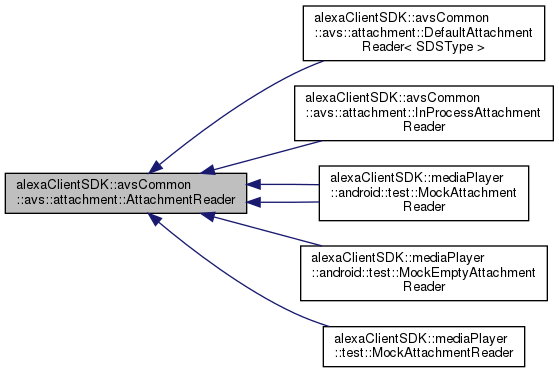 alexaClientSDK::avsCommon
::avs::attachment::DefaultAttachment
Reader< SDSType >
alexaClientSDK::avsCommon
::avs::attachment::InProcessAttachment
Reader
alexaClientSDK::mediaPlayer
::android::test::MockAttachment
Reader
alexaClientSDK::avsCommon
::avs::attachment::AttachmentReader
alexaClientSDK::mediaPlayer
::android::test::MockEmptyAttachment
Reader
alexaClientSDK::mediaPlayer
::test::MockAttachmentReader